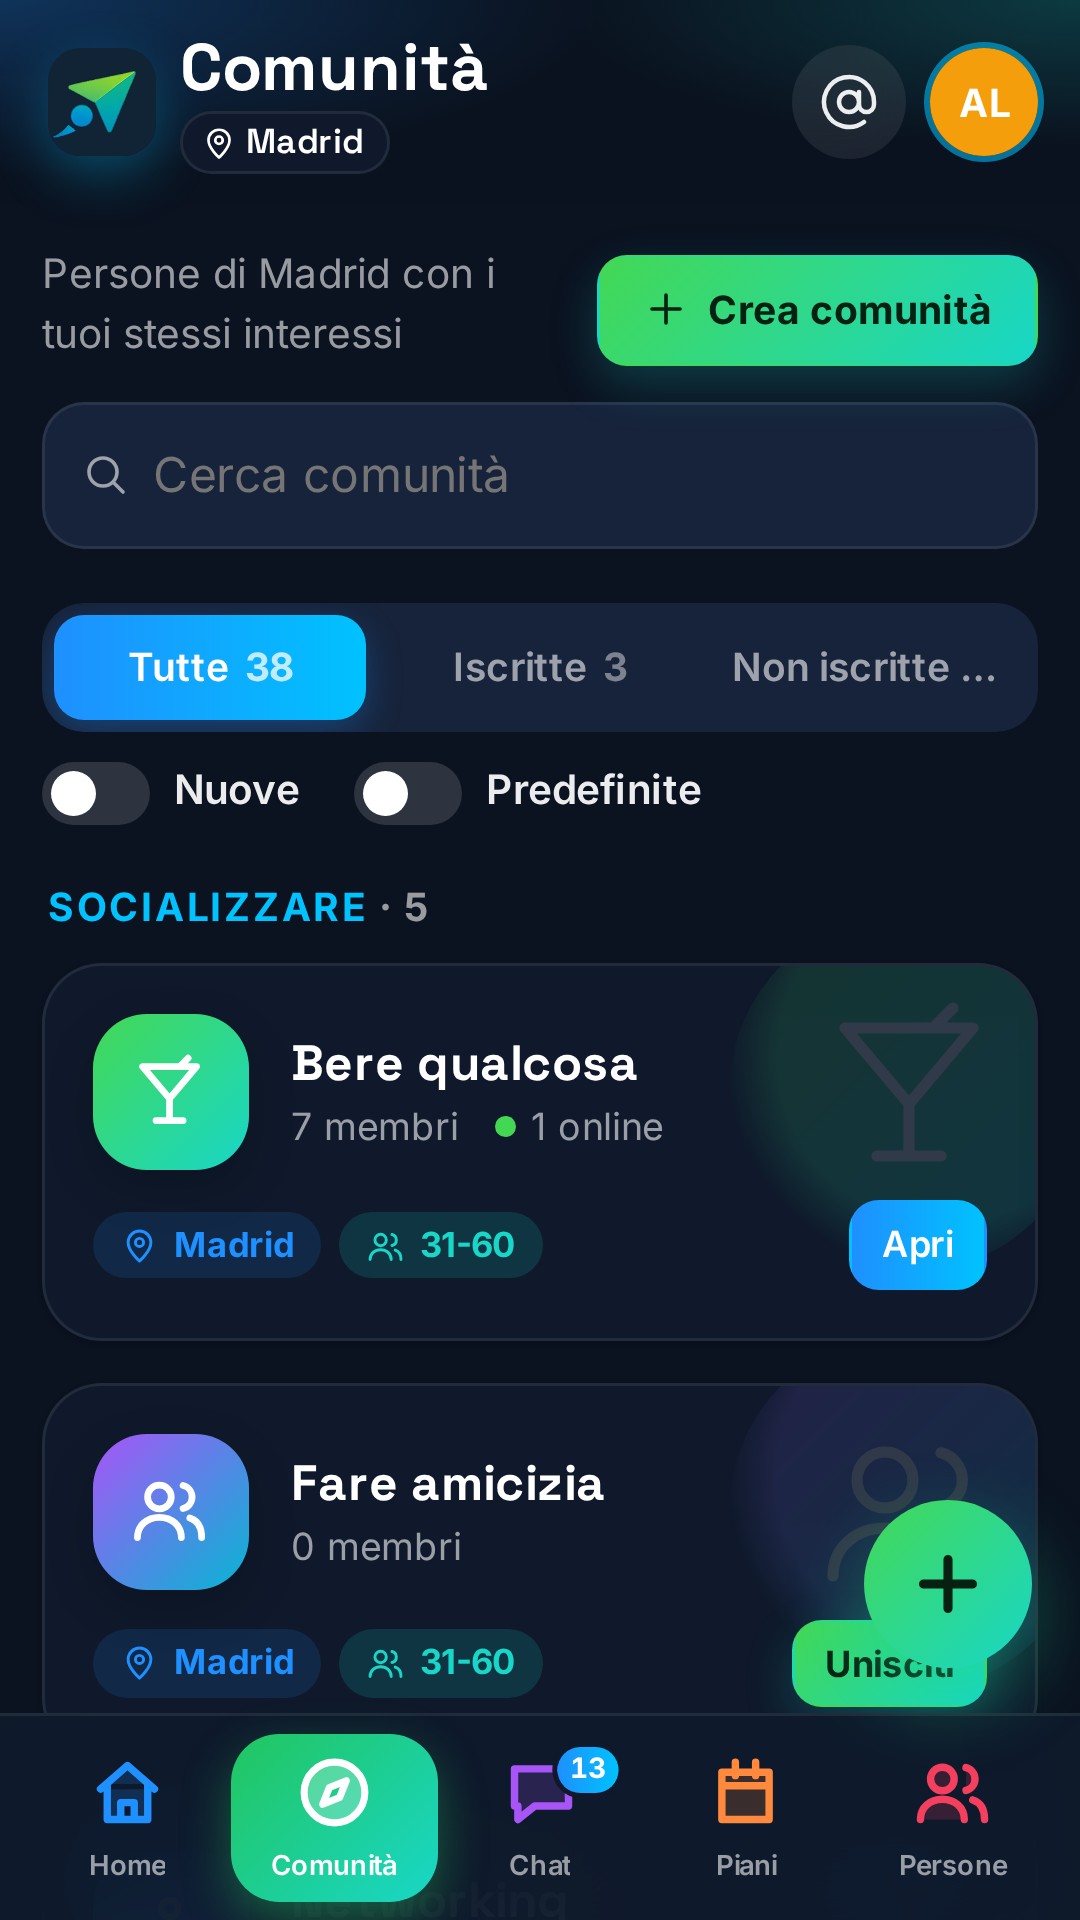 Comunità
Madrid
AL
Persone di Madrid con i
tuoi stessi interessi
Crea comunità
Cerca comunità
Tutte 38
Iscritte 3
Non iscritte ...
Nuove
Predefinite
SOCIALIZZARE · 5
Bere qualcosa
7 membri
1 online
Madrid
31-60
Apri
Fare amicizia
0 membri
Madrid
31-60
Unisciti
13
Home
Comunità
Chat
Piani
Persone